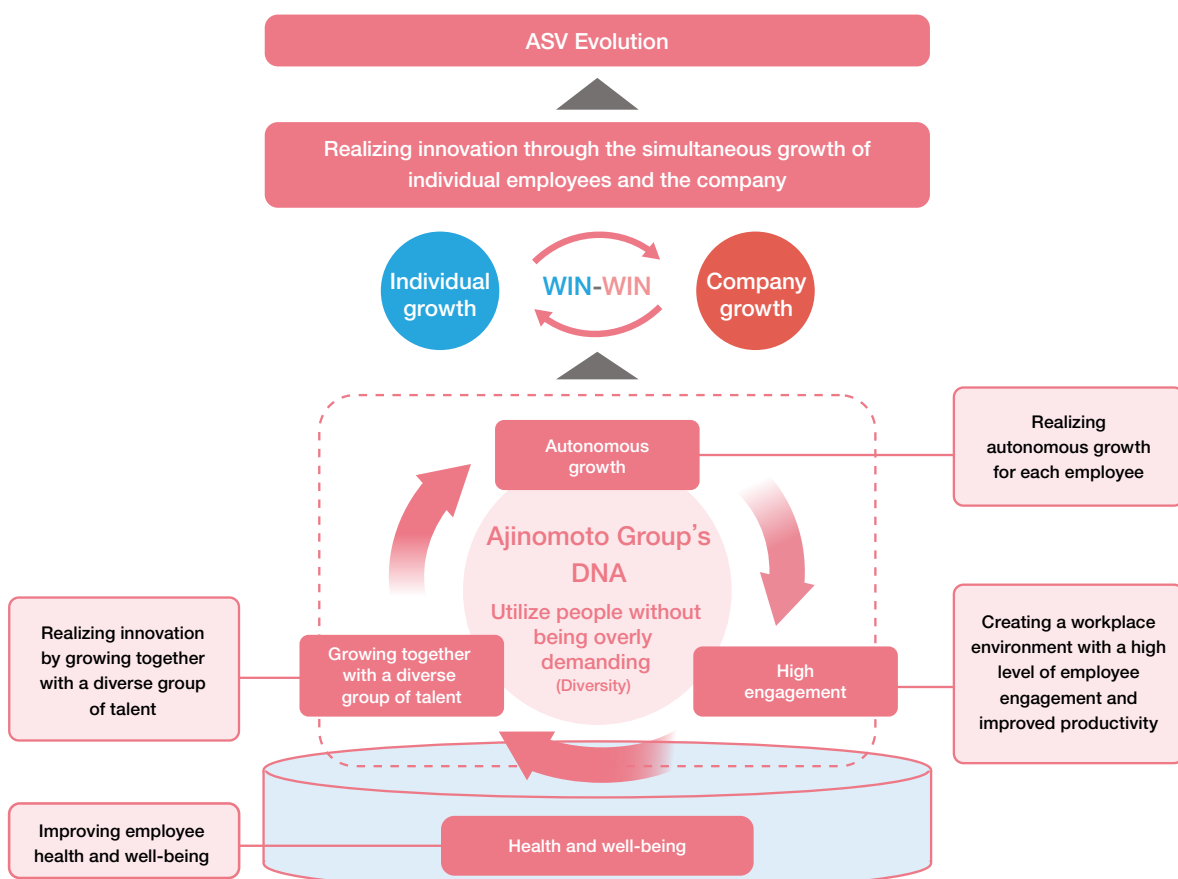 ASV Evolution
Realizing innovation through the simultaneous growth of
individual employees and the company
Individual
growth
WIN-WIN
Company
growth
Autonomous
growth
Realizing
autonomous growth
for each employee
Ajinomoto Group's
DNA
Utilize people without
being overly
demanding
(Diversity)
Realizing innovation
by growing together
with a diverse group
of talent
Growing together
with a diverse
group of talent
High
engagement
Creating a workplace
environment with a high
level of employee
engagement and
improved productivity
Improving employee
health and well-being
Health and well-being